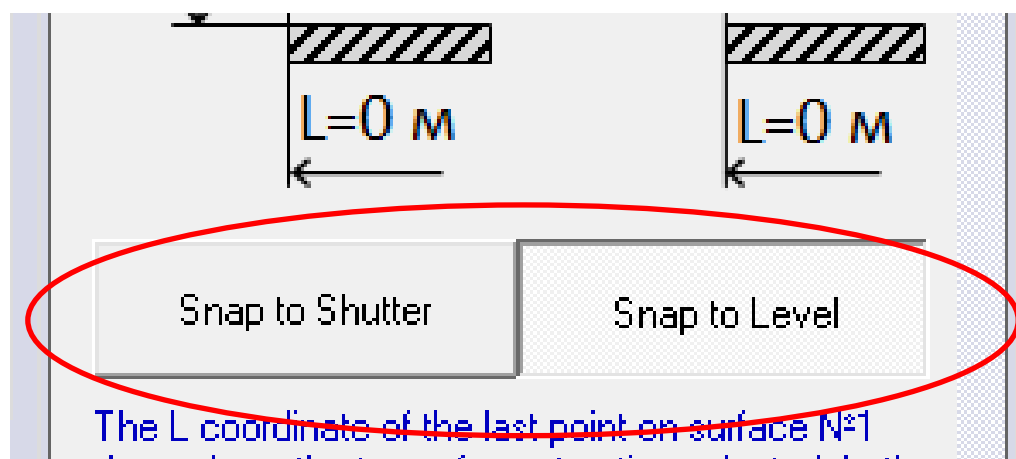 L=0 м L=0 м
Snap to Shutter Snap to Level
The L coordinate of the last point on surface №1